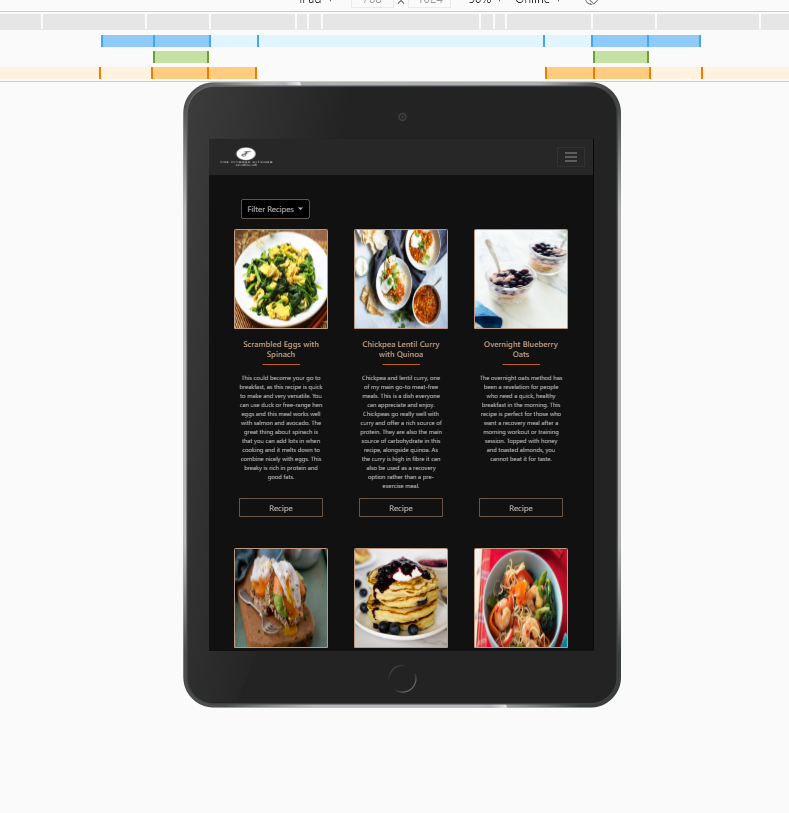 iPad
768 × 1024
50%
Online
Filter Recipes
Scrambled Eggs with
Spinach
This could become your go to
breakfast, as this recipe is quick
to make and very versatile. You
can use duck or free-range hen
eggs and this meal works well
with salmon and avocado. The
great thing about spinach is
that you can add lots in when
cooking and it melts down to
combine nicely with eggs. This
breaky is rich in protein and
good fats.
Recipe
Chickpea Lentil Curry
with Quinoa
Chickpea and lentil curry, one
of my main go-to meat-free
meals. This is a dish everyone
can appreciate and enjoy.
Chickpeas go really well with
curry and offer a rich source of
protein. They are also the main
source of carbohydrate in this
recipe, alongside quinoa. As
the curry is high in fibre it can
also be used as a recovery
option rather than a pre-
exercise meal.
Recipe
Overnight Blueberry
Oats
The overnight oats method has
been a revelation for people
who need a quick, healthy
breakfast in the morning. This
recipe is perfect for those who
want a recovery meal after a
morning workout or training
session. Topped with honey
and toasted almonds, you
cannot beat it for taste.
Recipe